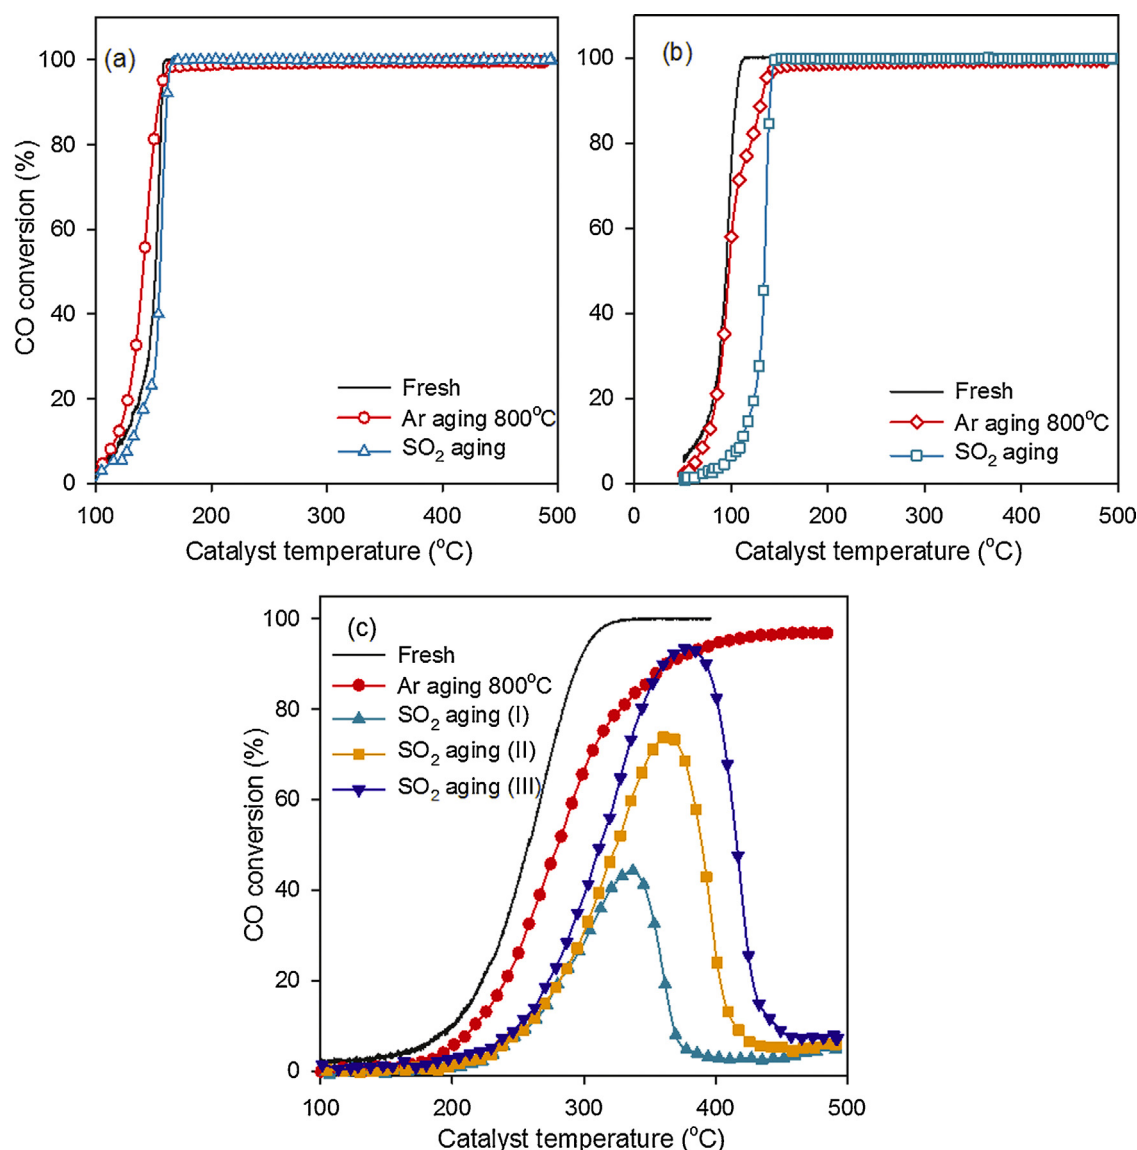 (a)
100
80
60
40
20
0
CO conversion (%)
Fresh
Ar aging 800°C
SO2 aging
100 200 300 400 500
Catalyst temperature (°C)
(b)
100
80
60
40
20
0
Fresh
Ar aging 800°C
SO2 aging
0 100 200 300 400 500
Catalyst temperature (°C)
(c)
100
80
60
40
20
0
CO conversion (%)
Fresh
Ar aging 800°C
SO2 aging (I)
SO2 aging (II)
SO2 aging (III)
100 200 300 400 500
Catalyst temperature (°C)